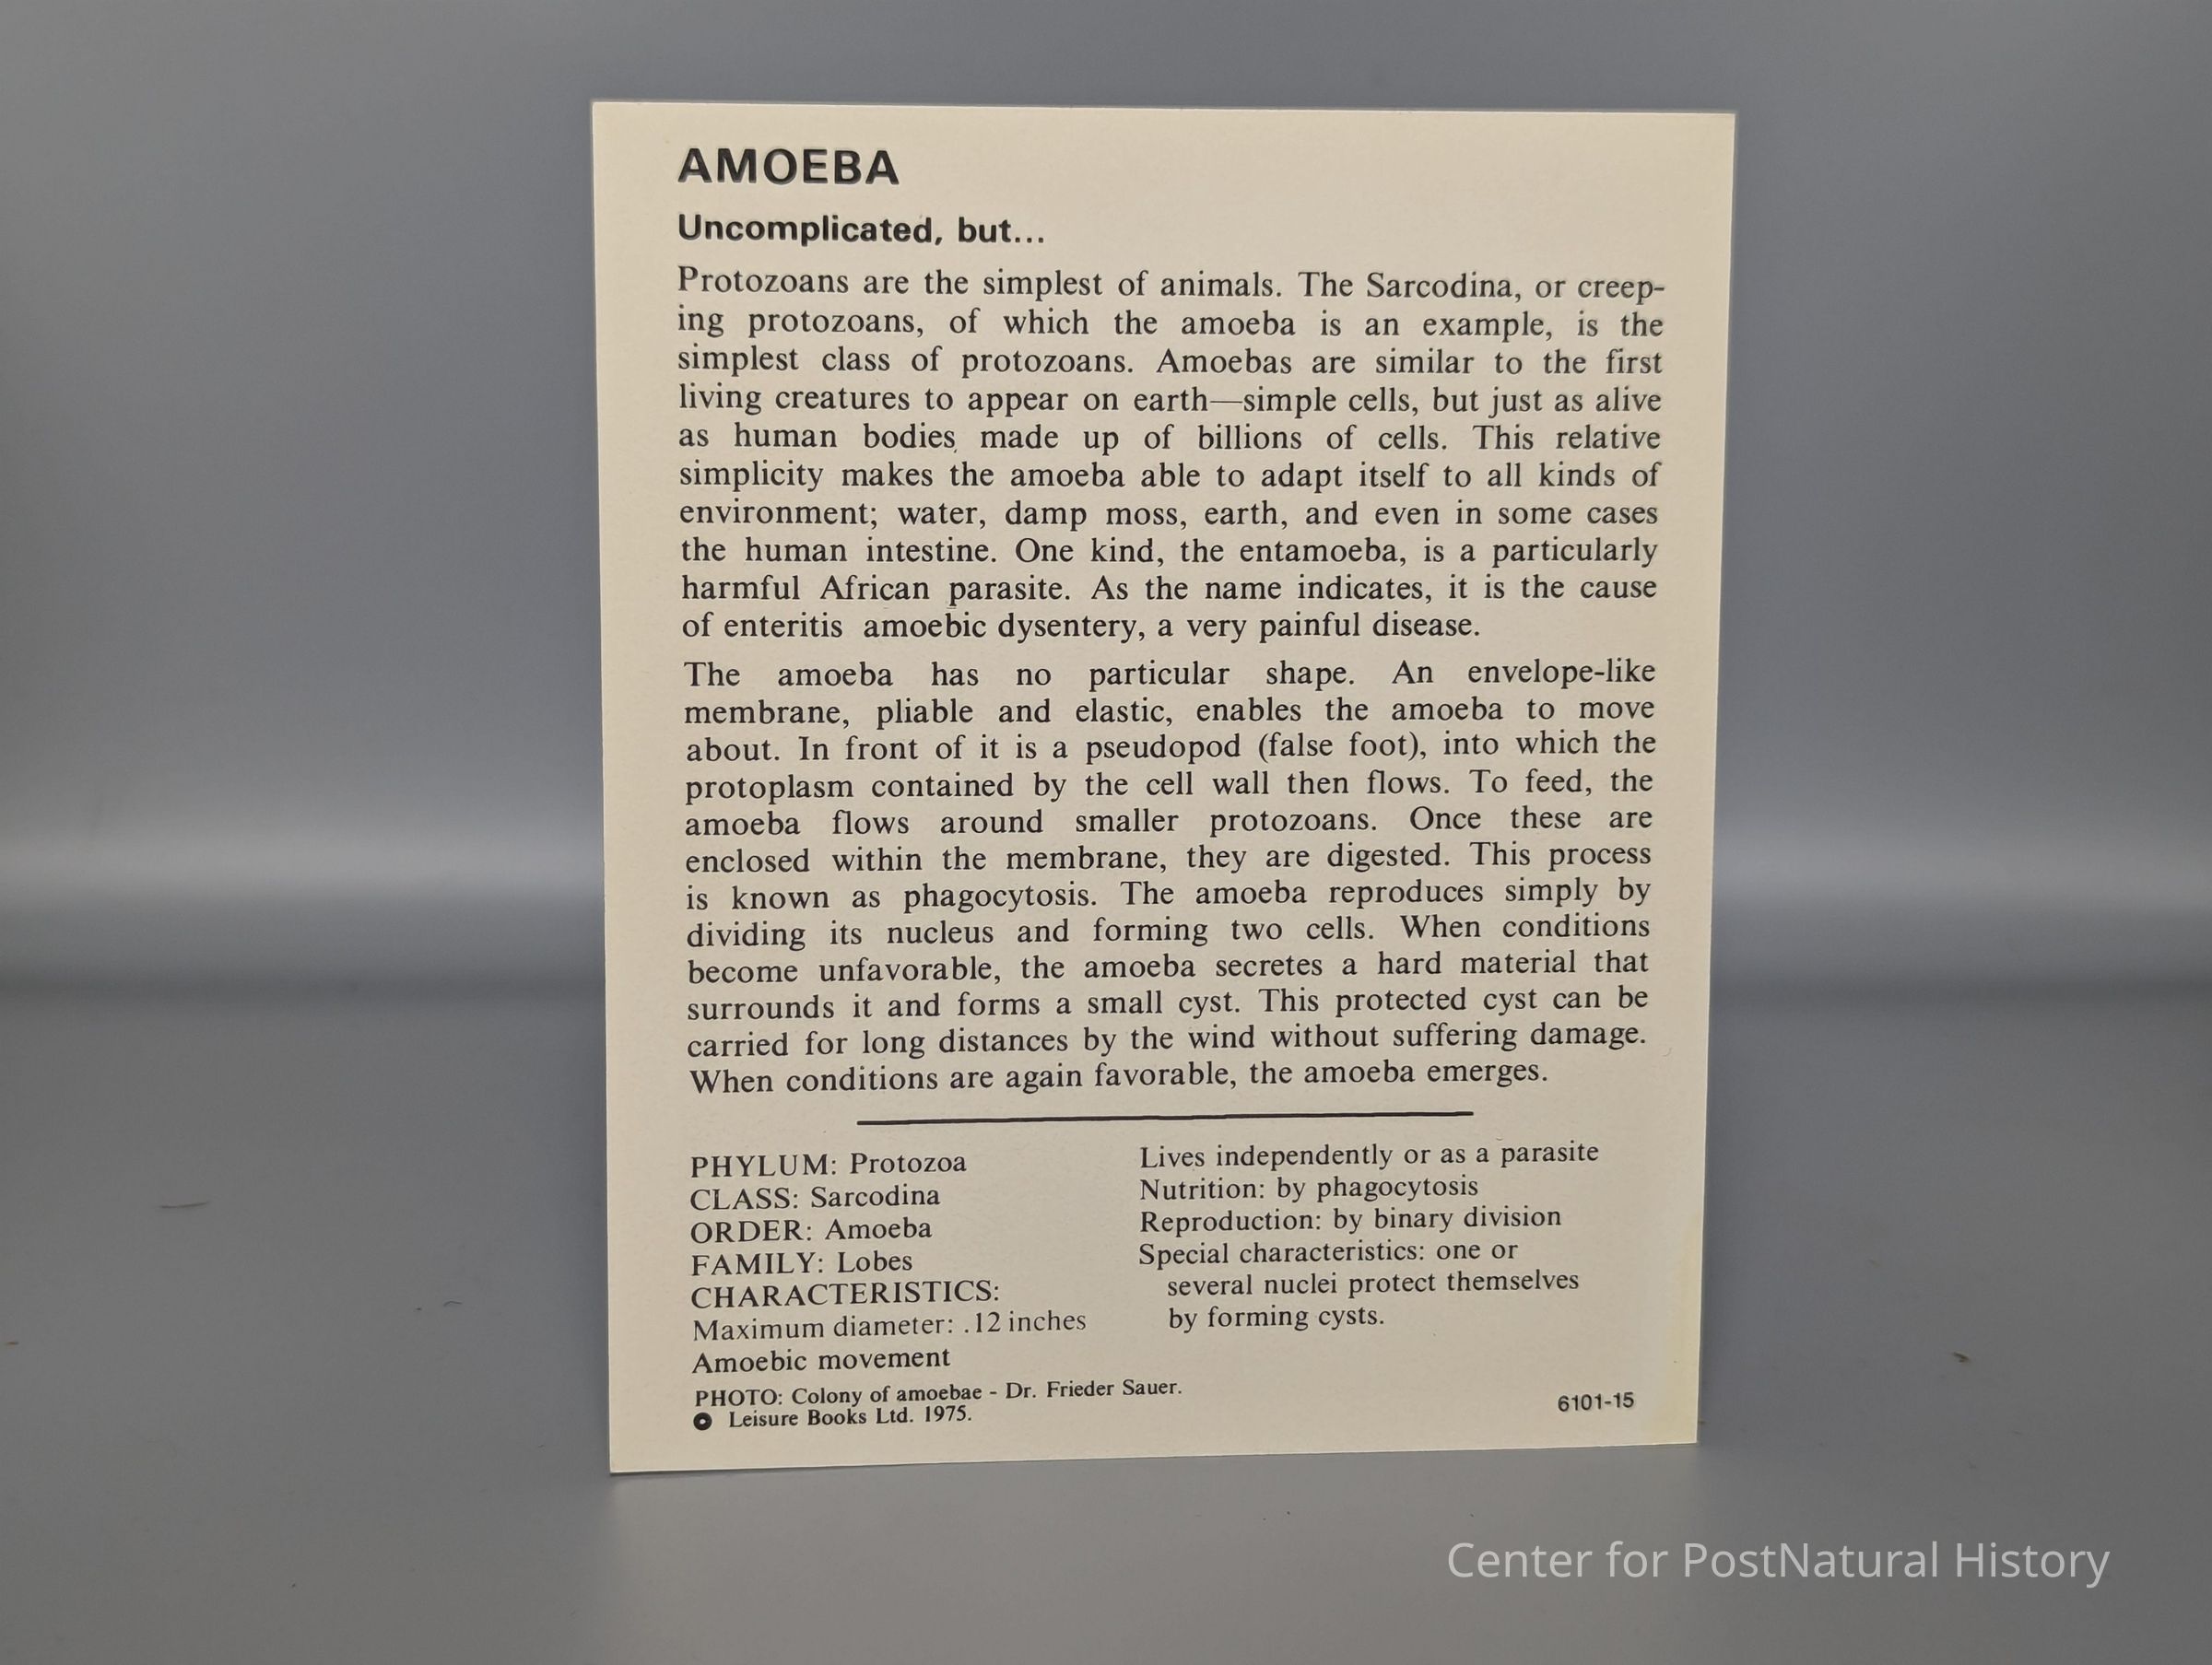 AMOEBA
Uncomplicated, but...
Protozoans are the simplest of animals. The Sarcodina, or creep-
ing protozoans, of which the amoeba is an example, is the
simplest class of protozoans. Amoebas are similar to the first
living creatures to appear on earth—simple cells, but just as alive
as human bodies made up of billions of cells. This relative
simplicity makes the amoeba able to adapt itself to all kinds of
environment; water, damp moss, earth, and even in some cases
the human intestine. One kind, the entamoeba, is a particularly
harmful African parasite. As the name indicates, it is the cause
of enteritis amoebic dysentery, a very painful disease.
The amoeba has no particular shape. An envelope-like
membrane, pliable and elastic, enables the amoeba to move
about. In front of it is a pseudopod (false foot), into which the
protoplasm contained by the cell wall then flows. To feed, the
amoeba flows around smaller protozoans. Once these are
enclosed within the membrane, they are digested. This process
is known as phagocytosis. The amoeba reproduces simply by
dividing its nucleus and forming two cells. When conditions
become unfavorable, the amoeba secretes a hard material that
surrounds it and forms a small cyst. This protected cyst can be
carried for long distances by the wind without suffering damage.
When conditions are again favorable, the amoeba emerges.
PHYLUM: Protozoa
CLASS: Sarcodina
ORDER: Amoeba
FAMILY: Lobes
CHARACTERISTICS:
Maximum diameter: .12 inches
Amoebic movement
Lives independently or as a parasite
Nutrition: by phagocytosis
Reproduction: by binary division
Special characteristics: one or
several nuclei protect themselves
by forming cysts.
PHOTO: Colony of amoebae - Dr. Frieder Sauer.
Leisure Books Ltd. 1975.
6101-15
Center for PostNatural History